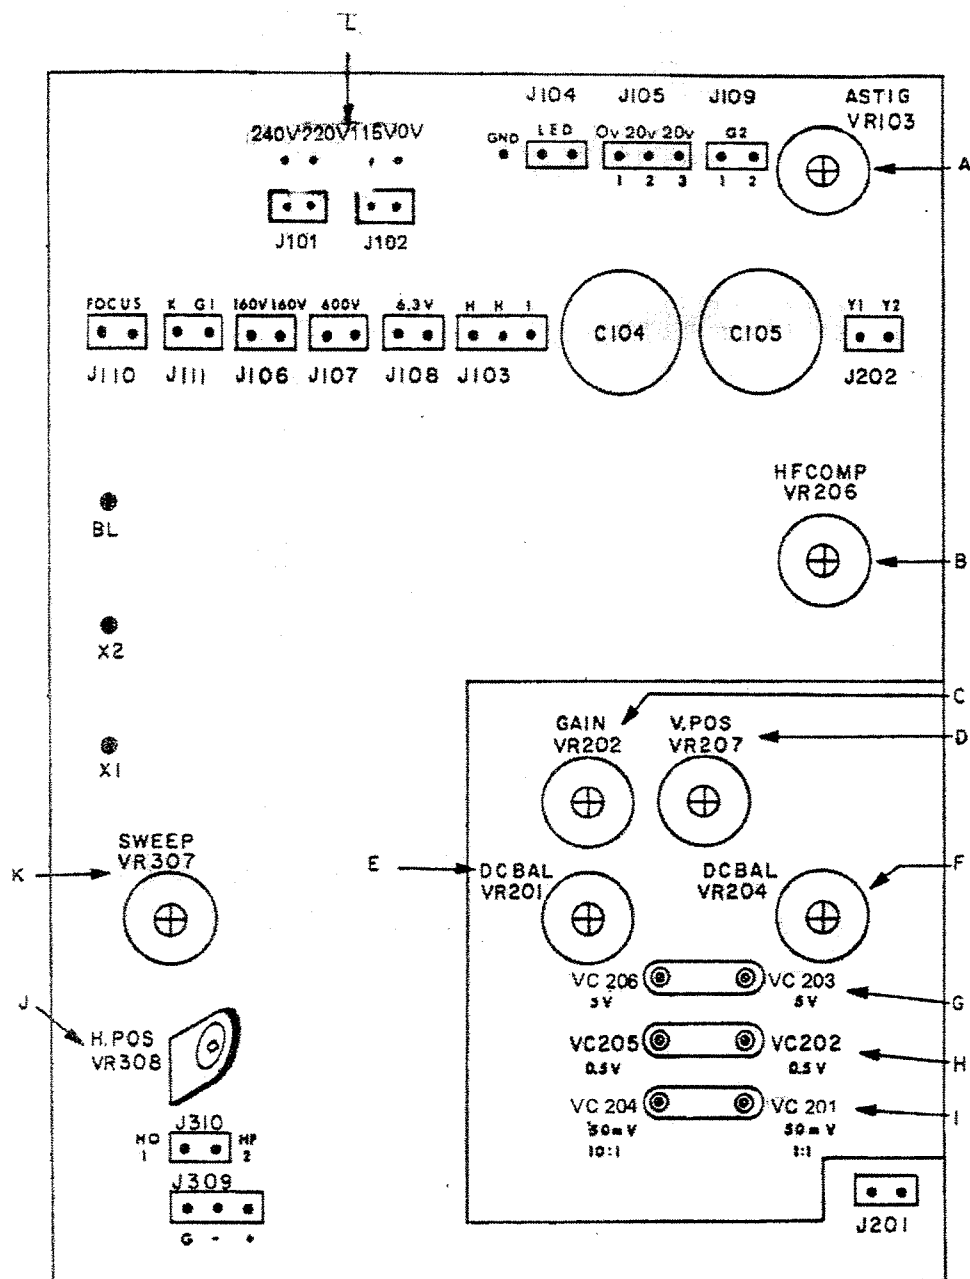 L
J104 J105 J109 ASTIG
VR103
240V 220V 115V 0V
GND LED 0v 20v 20v G2
1 2 3 1 2
A
J101 J102
FOCUS K G1 160V 160V 600V 6.3V H H 1
C104 C105
Y1 Y2
J110 J111 J106 J107 J108 J103 J202
HFCOMP
VR206
BL
B
X2
C
GAIN
VR202
V.POS
VR207
D
X1
SWEEP
VR307
K
E
DCBAL
VR201
DCBAL
VR204
F
VC 206 VC 203
5V
G
J
H.POS
VR308
VC205 VC202
0.5V 0.5V
H
VC 204 VC 201
50mV 50mV
10:1 1:1
I
J310
1 2
J309
G - +
J201